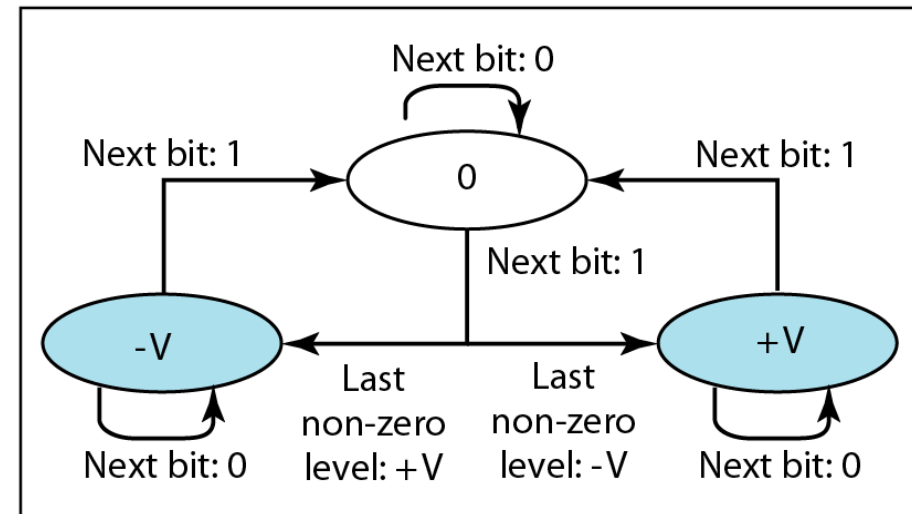 Next bit: 0
Next bit: 1
Next bit: 1
0
Next bit: 1
-V
+V
Last
non-zero
level: +V
Last
non-zero
level: -V
Next bit: 0
Next bit: 0